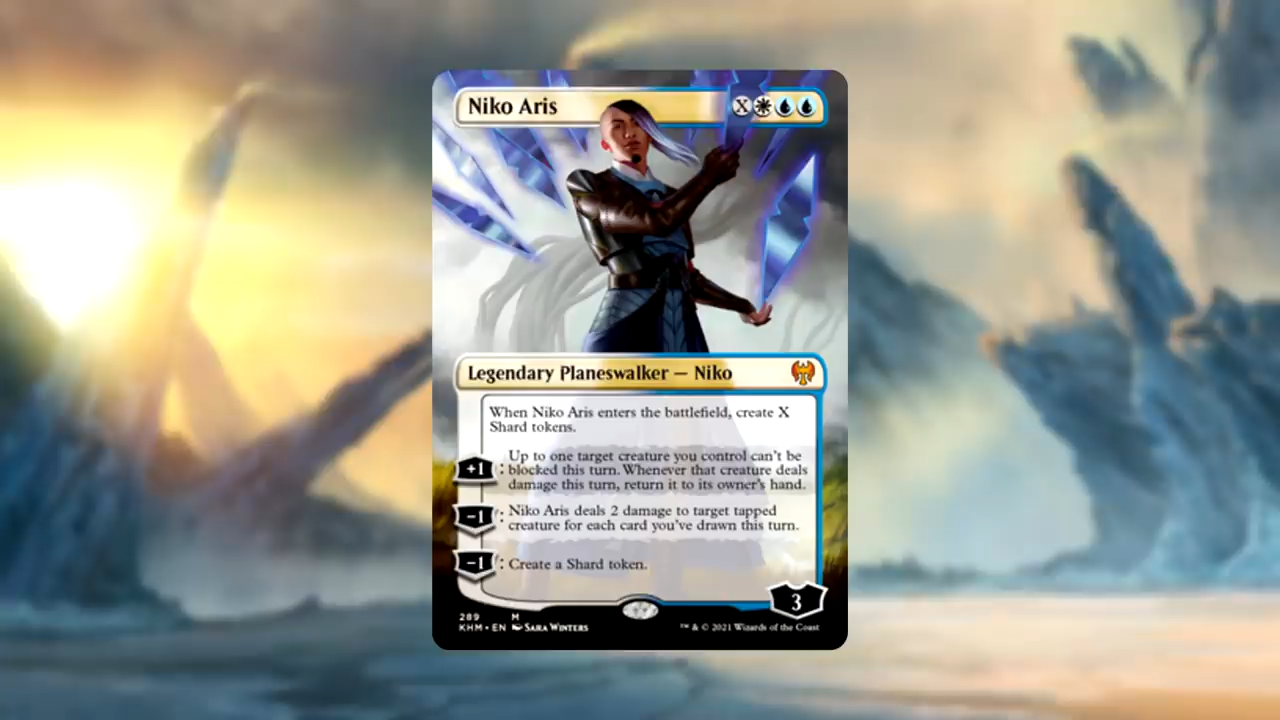 Niko Aris X
Legendary Planeswalker — Niko
When Niko Aris enters the battlefield, create X
Shard tokens.
+1: Up to one target creature you control can't be
blocked this turn. Whenever that creature deals
damage this turn, return it to its owner's hand.
−1: Niko Aris deals 2 damage to target tapped
creature for each card you've drawn this turn.
−1: Create a Shard token.
3
289 M
KHM • EN Sara Winters
™ & © 2021 Wizards of the Coast